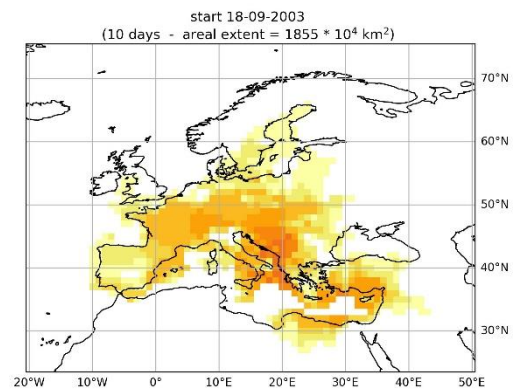 start 18-09-2003
(10 days - areal extent = 1855 * 10⁴ km²)
70°N
60°N
50°N
40°N
30°N
20°W 10°W 0° 10°E 20°E 30°E 40°E 50°E